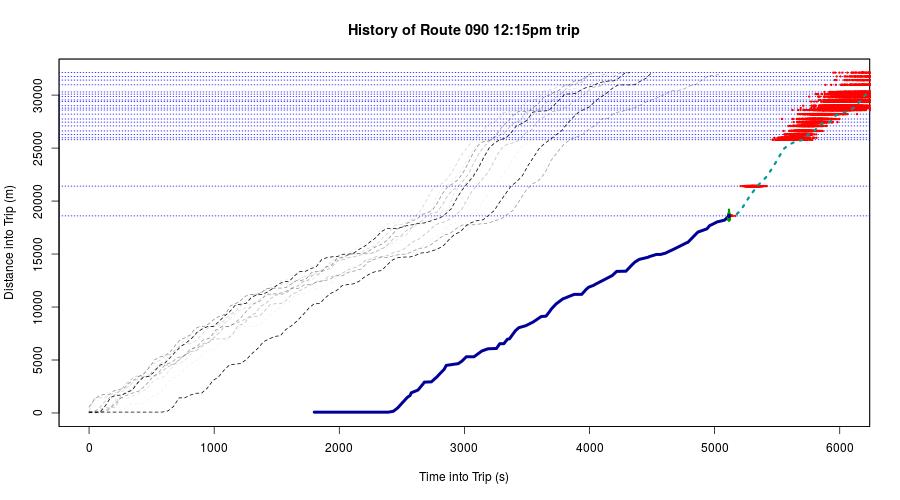 History of Route 090 12:15pm trip
Distance into Trip (m)
30000
25000
20000
15000
10000
5000
0
0 1000 2000 3000 4000 5000 6000
Time into Trip (s)